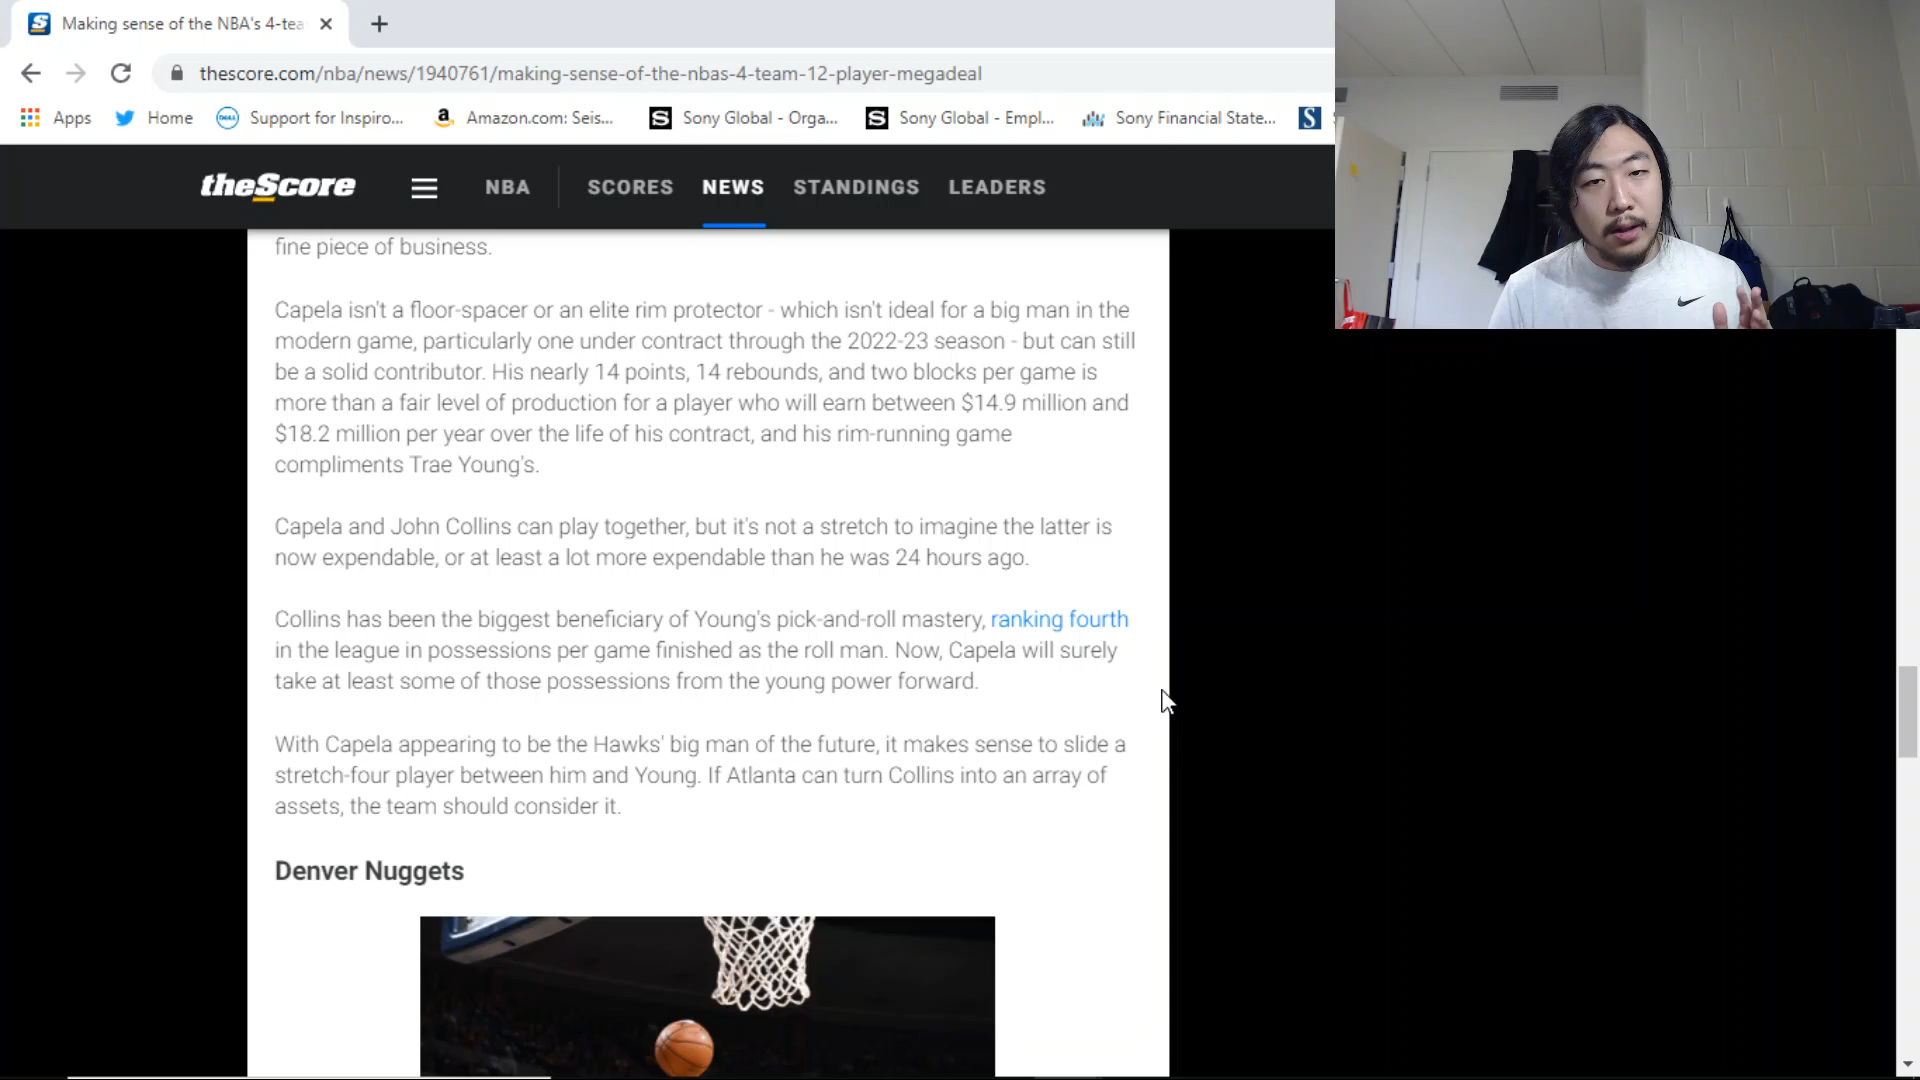 Making sense of the NBA's 4-tea
thescore.com/nba/news/1940761/making-sense-of-the-nbas-4-team-12-player-megadeal
Apps Home Support for Inspiro... Amazon.com: Seis... Sony Global - Orga... Sony Global - Empl... Sony Financial State...
theScore NBA SCORES NEWS STANDINGS LEADERS
fine piece of business.
Capela isn't a floor-spacer or an elite rim protector - which isn't ideal for a big man in the
modern game, particularly one under contract through the 2022-23 season - but can still
be a solid contributor. His nearly 14 points, 14 rebounds, and two blocks per game is
more than a fair level of production for a player who will earn between $14.9 million and
$18.2 million per year over the life of his contract, and his rim-running game
compliments Trae Young's.
Capela and John Collins can play together, but it's not a stretch to imagine the latter is
now expendable, or at least a lot more expendable than he was 24 hours ago.
Collins has been the biggest beneficiary of Young's pick-and-roll mastery, ranking fourth
in the league in possessions per game finished as the roll man. Now, Capela will surely
take at least some of those possessions from the young power forward.
With Capela appearing to be the Hawks' big man of the future, it makes sense to slide a
stretch-four player between him and Young. If Atlanta can turn Collins into an array of
assets, the team should consider it.
Denver Nuggets